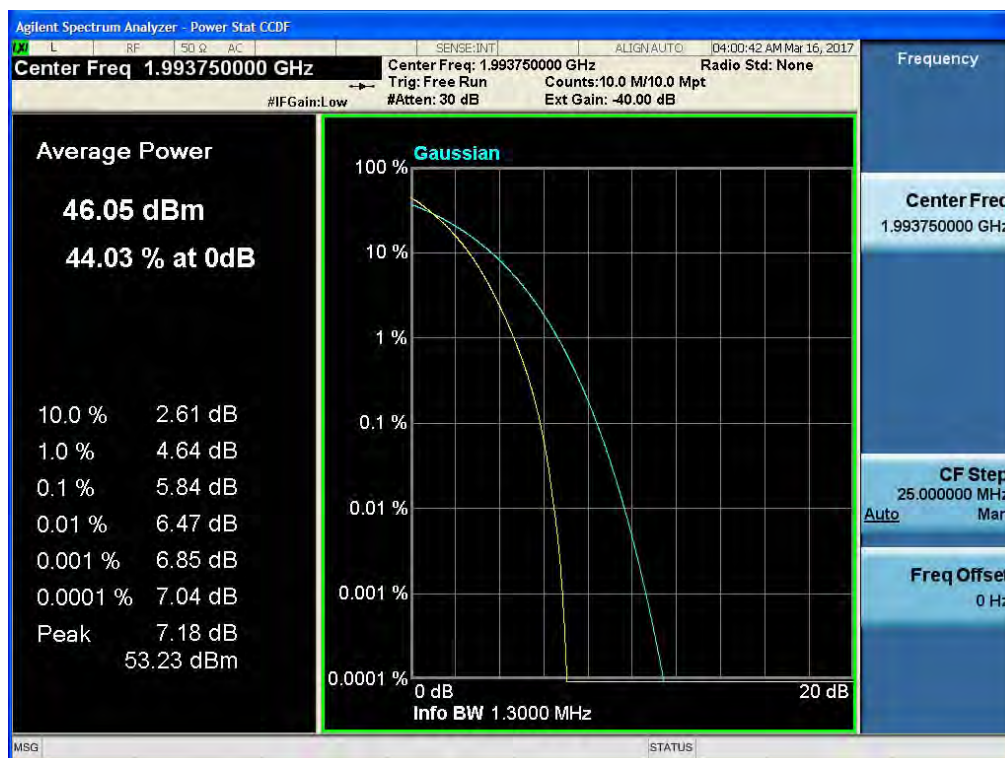 Agilent Spectrum Analyzer - Power Stat CCDF
L RF 50 Ω AC SENSE:INT ALIGN AUTO 04:00:42 AM Mar 16, 2017
Center Freq 1.993750000 GHz
Center Freq: 1.993750000 GHz Radio Std: None
Trig: Free Run Counts:10.0 M/10.0 Mpt
#IFGain:Low #Atten: 30 dB Ext Gain: -40.00 dB
Average Power
46.05 dBm
44.03 % at 0dB
10.0 % 2.61 dB
1.0 % 4.64 dB
0.1 % 5.84 dB
0.01 % 6.47 dB
0.001 % 6.85 dB
0.0001 % 7.04 dB
Peak 7.18 dB
53.23 dBm
Gaussian
100 %
10 %
1 %
0.1 %
0.01 %
0.001 %
0.0001 %
0 dB 20 dB
Info BW 1.3000 MHz
Frequency
Center Freq
1.993750000 GHz
CF Step
25.000000 MHz
Auto Man
Freq Offset
0 Hz
MSG STATUS